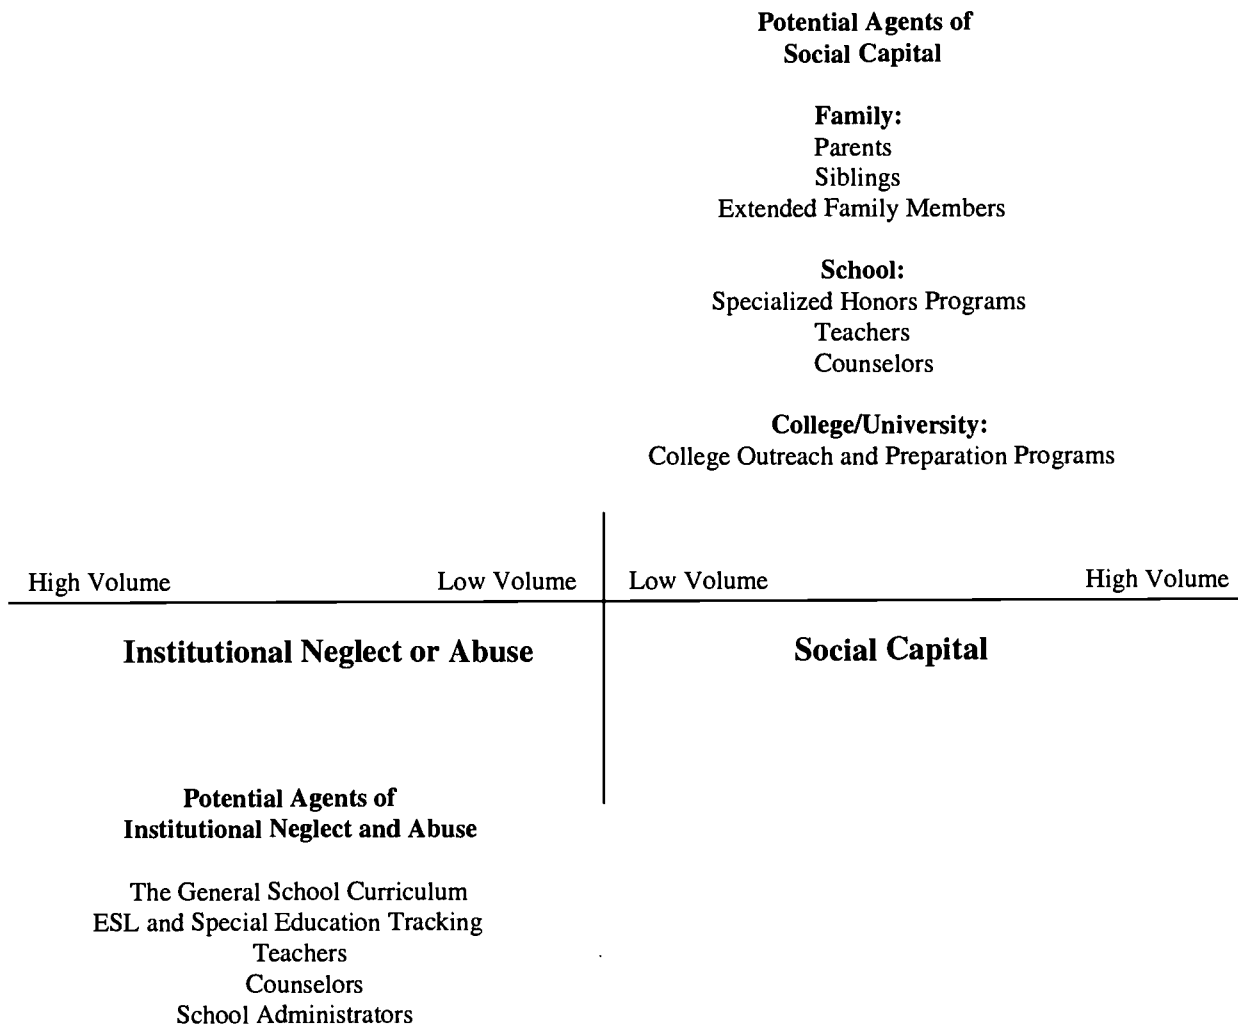 Potential Agents of
Social Capital
Family:
Parents
Siblings
Extended Family Members
School:
Specialized Honors Programs
Teachers
Counselors
College/University:
College Outreach and Preparation Programs
High Volume
Low Volume
Low Volume
High Volume
Institutional Neglect or Abuse
Social Capital
Potential Agents of
Institutional Neglect and Abuse
The General School Curriculum
ESL and Special Education Tracking
Teachers
Counselors
School Administrators